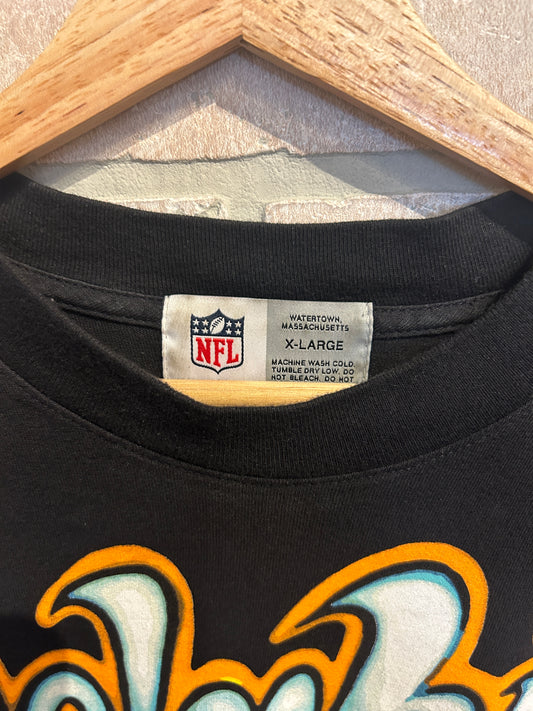 NFL
WATERTOWN,
MASSACHUSETTS
X-LARGE
MACHINE WASH COLD.
TUMBLE DRY LOW. DO
NOT BLEACH. DO NOT